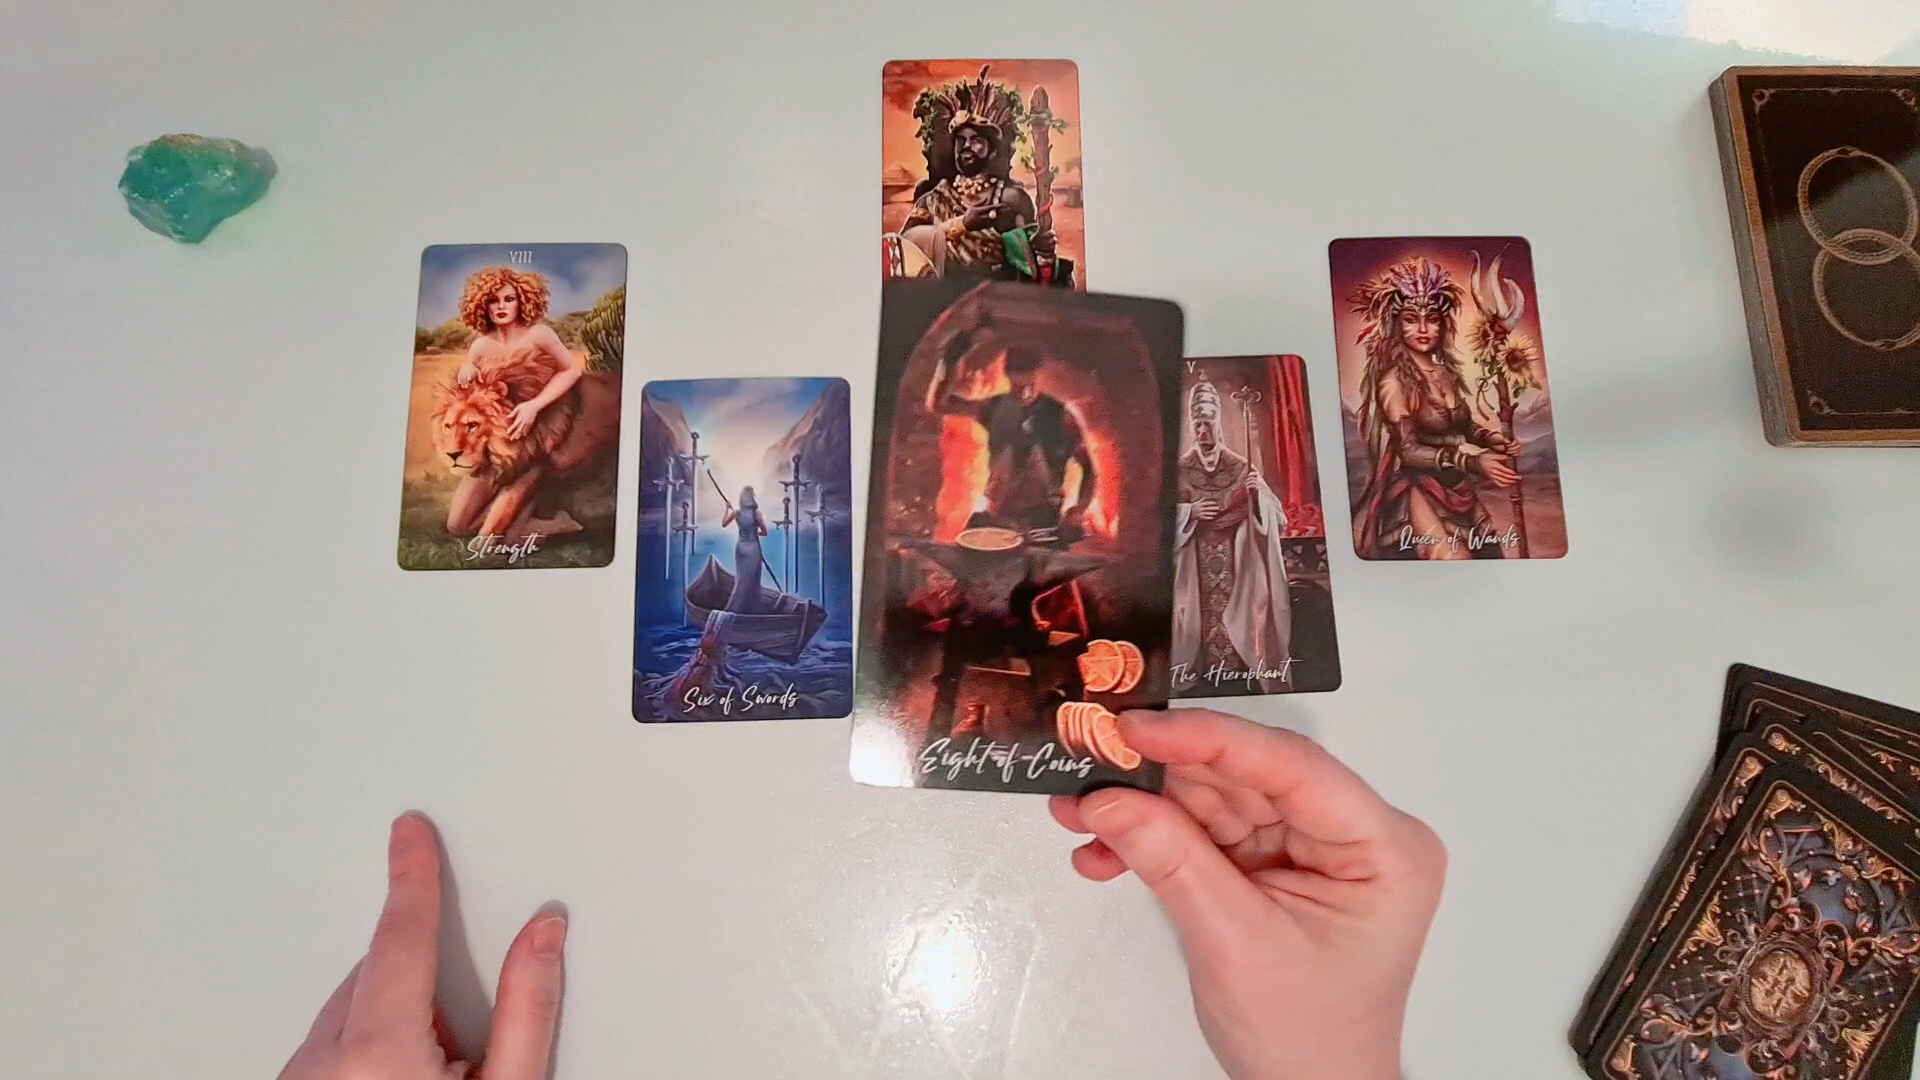 VIII
Strength
Six of Swords
Eight of Coins
V
The Hierophant
Queen of Wands